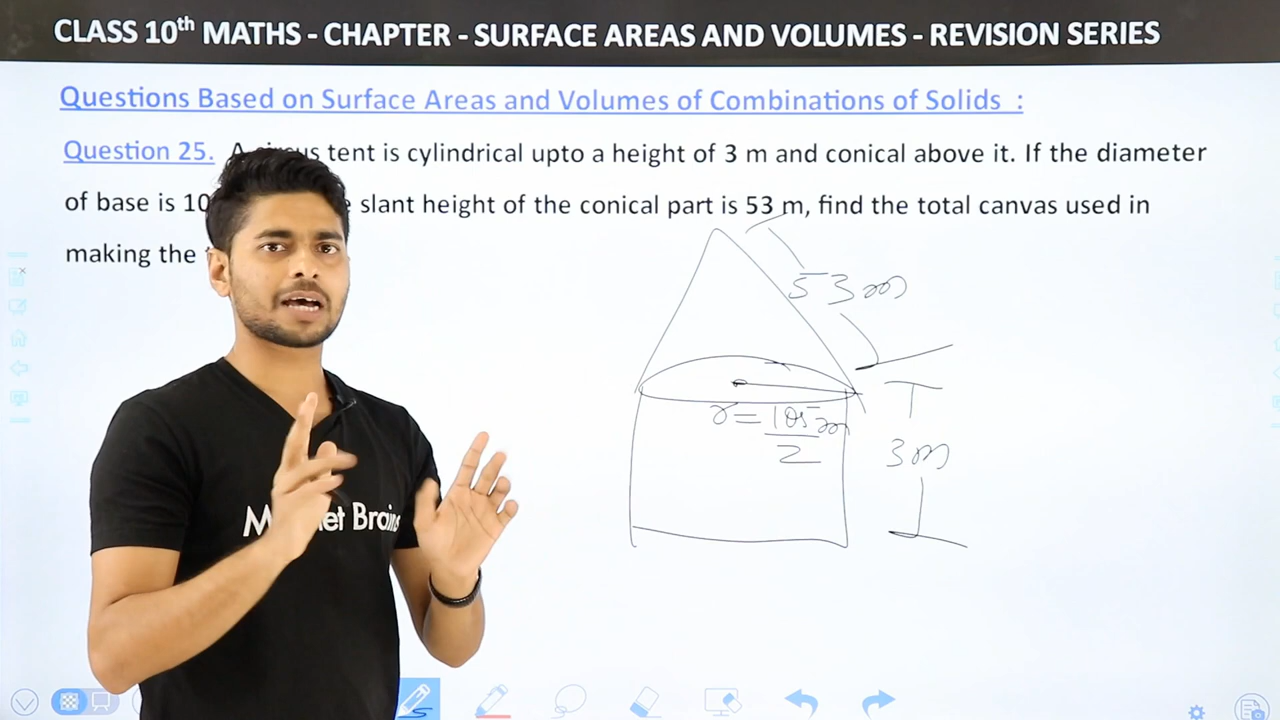 CLASS 10th MATHS - CHAPTER - SURFACE AREAS AND VOLUMES - REVISION SERIES
Questions Based on Surface Areas and Volumes of Combinations of Solids :
Question 25. A circus tent is cylindrical upto a height of 3 m and conical above it. If the diameter
of base is 10 slant height of the conical part is 53 m, find the total canvas used in
making the
53m
r = 105m
2
3m
Brains